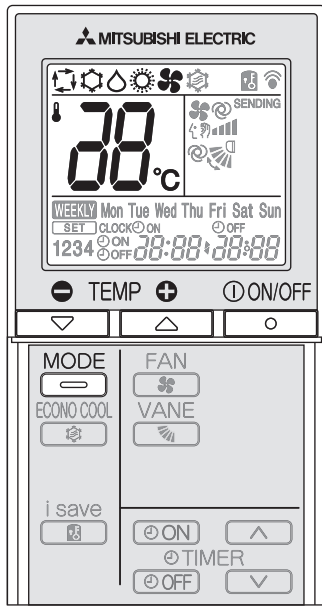 MITSUBISHI ELECTRIC
SENDING
88°C
WEEKLY Mon Tue Wed Thu Fri Sat Sun
SET CLOCK ON OFF
1234 ON OFF 88:88 88:88
TEMP ON/OFF
MODE FAN
ECONO COOL VANE
i save
ON
TIMER
OFF